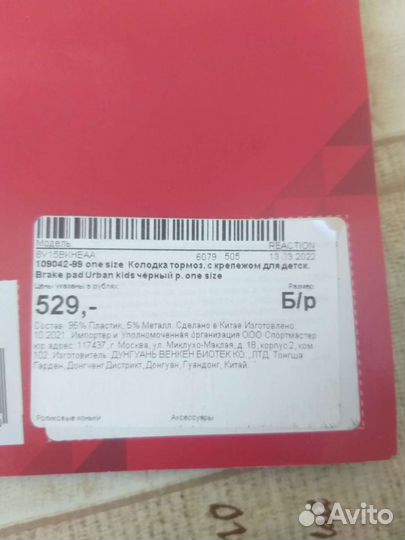 Модель: REACTION
8V15BKHEAA 6079 505 13.03.2022
109042-99 one size Колодка тормоз. с крепежом для детск.
Brake pad Urban kids чёрный р. one size
Цены указаны в рублях: Размер:
529,- Б/р
Состав: 95% Пластик, 5% Металл. Сделано в Китае Изготовлено:
10.2021. Импортер и Уполномоченная организация ООО Спортмастер
юр.адрес: 117437, г. Москва, ул. Миклухо-Маклая, д.18, корпус 2, ком.
102. Изготовитель: ДУНГУАНЬ ВЕНКЕН БИОТЕК КО., ЛТД. Тонгша
Гарден, Донгченг Дистрикт, Донгуан, Гуандонг, Китай.
Роликовые коньки Аксессуары
Avito